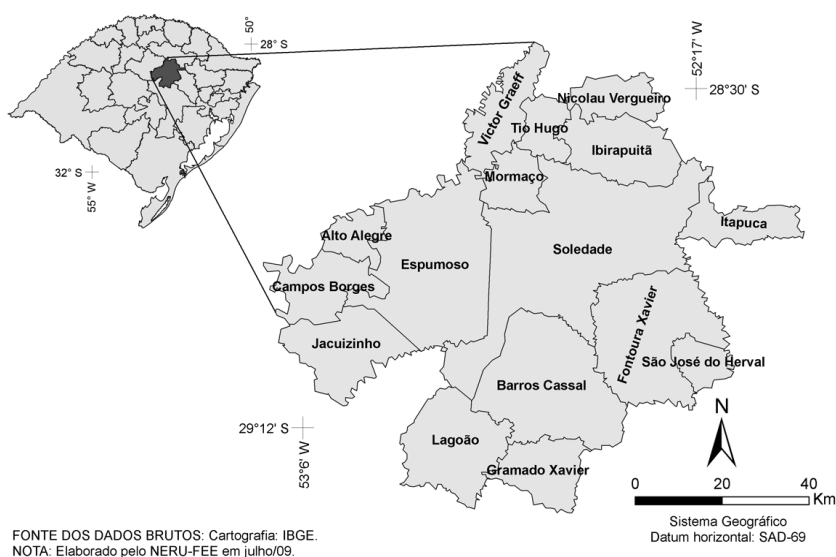 50°
28° S
32° S
55° W
52°17' W
28°30' S
Victor Graeff
Nicolau Vergueiro
Tio Hugo
Ibirapuitã
Mormaço
Itapuca
Alto Alegre
Espumoso
Soledade
Campos Borges
Jacuizinho
Fontoura Xavier
São José do Herval
Barros Cassal
Lagoão
Gramado Xavier
29°12' S
53°6' W
N
0 20 40
Km
Sistema Geográfico
Datum horizontal: SAD-69
FONTE DOS DADOS BRUTOS: Cartografia: IBGE.
NOTA: Elaborado pelo NERU-FEE em julho/09.